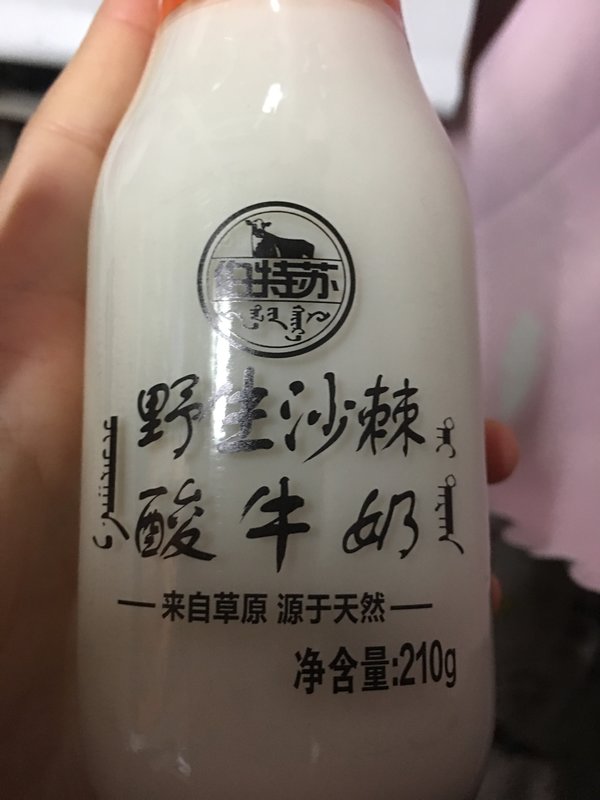 特苏
野生沙棘
酸牛奶
来自草原 源于天然
净含量:210g